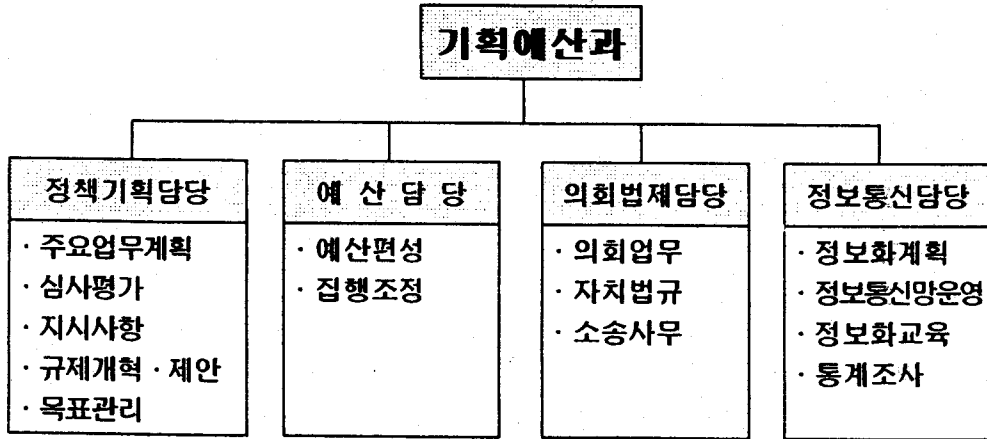 기획예산과
정책기획담당
· 주요업무계획
· 심사평가
· 지시사항
· 규제개혁 · 제안
· 목표관리
예 산 담 당
· 예산편성
· 집행조정
의회법제담당
· 의회업무
· 자치법규
· 소송사무
정보통신담당
· 정보화계획
· 정보통신망운영
· 정보화교육
· 통계조사